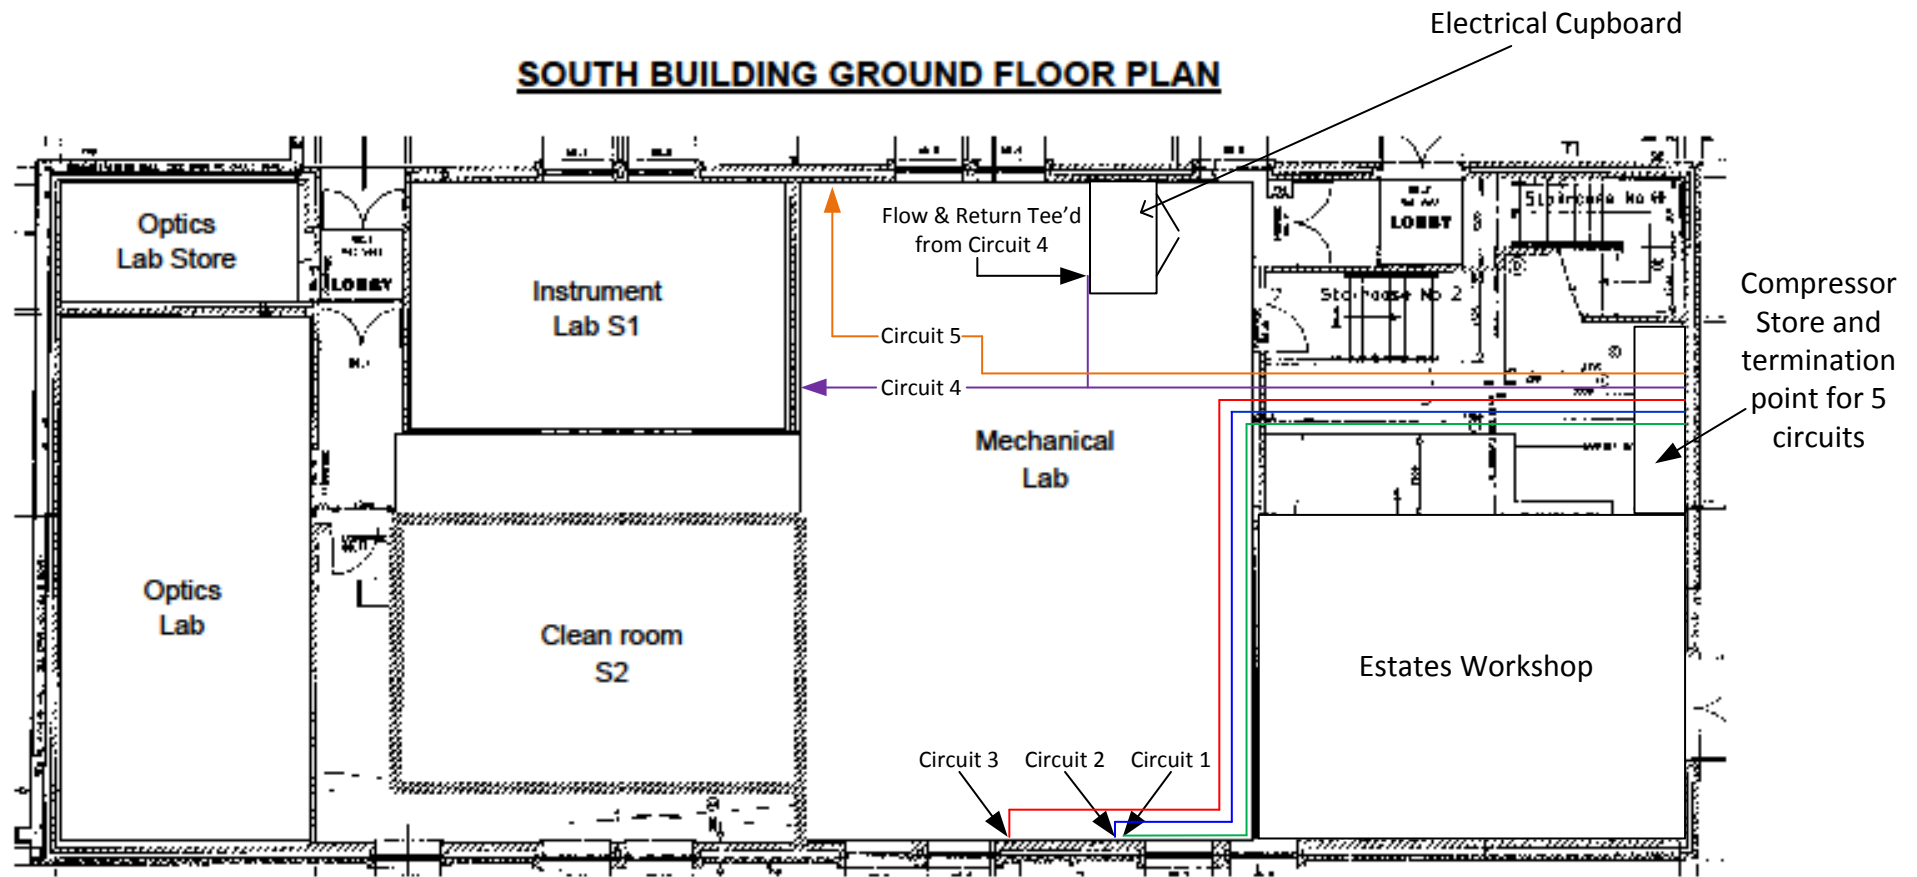 Electrical Cupboard
SOUTH BUILDING GROUND FLOOR PLAN
Optics
Lab Store
LOBBY
Instrument
Lab S1
Flow & Return Tee'd
from Circuit 4
LOBBY
Staircase No
Staircase No 2
Compressor
Store and
termination
point for 5
circuits
Circuit 5
Circuit 4
Mechanical
Lab
Optics
Lab
Clean room
S2
Estates Workshop
Circuit 3
Circuit 2
Circuit 1